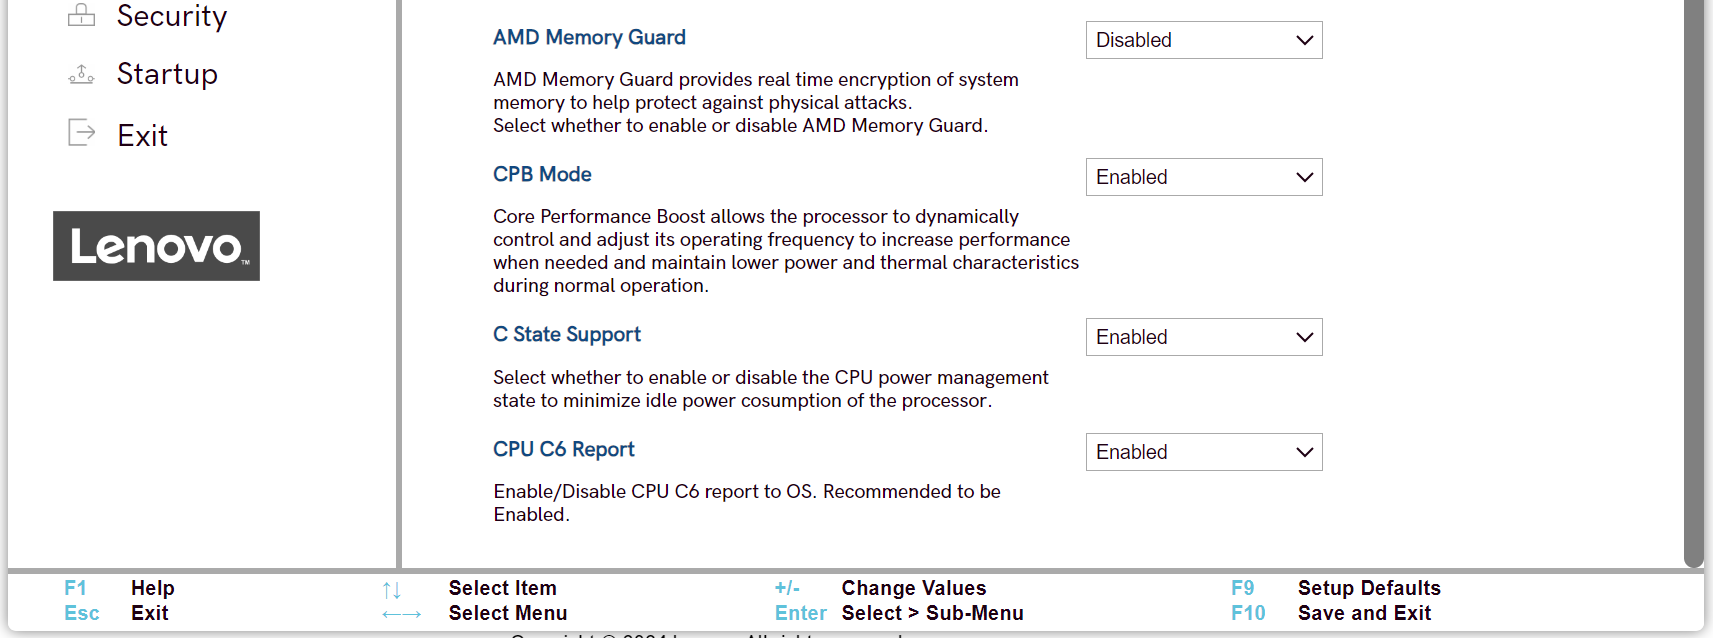 Security
Startup
Exit
Lenovo™
AMD Memory Guard
Disabled
AMD Memory Guard provides real time encryption of system
memory to help protect against physical attacks.
Select whether to enable or disable AMD Memory Guard.
CPB Mode
Enabled
Core Performance Boost allows the processor to dynamically
control and adjust its operating frequency to increase performance
when needed and maintain lower power and thermal characteristics
during normal operation.
C State Support
Enabled
Select whether to enable or disable the CPU power management
state to minimize idle power cosumption of the processor.
CPU C6 Report
Enabled
Enable/Disable CPU C6 report to OS. Recommended to be
Enabled.
F1 Help ↑↓ Select Item +/- Change Values F9 Setup Defaults
Esc Exit ←→ Select Menu Enter Select > Sub-Menu F10 Save and Exit